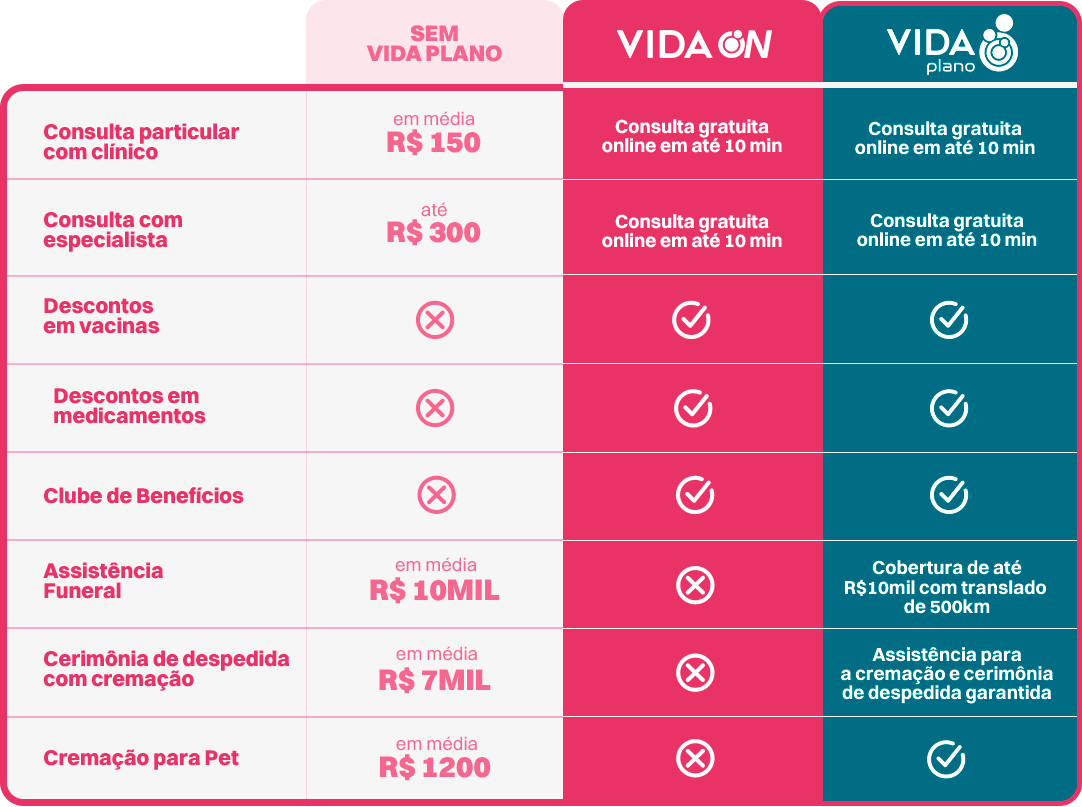 SEM
VIDA PLANO
VIDA ON
VIDA
plano
Consulta particular
com clínico
em média
R$ 150
Consulta gratuita
online em até 10 min
Consulta gratuita
online em até 10 min
Consulta com
especialista
até
R$ 300
Consulta gratuita
online em até 10 min
Consulta gratuita
online em até 10 min
Descontos
em vacinas
Descontos em
medicamentos
Clube de Benefícios
Assistência
Funeral
em média
R$ 10MIL
Cobertura de até
R$10mil com translado
de 500km
Cerimônia de despedida
com cremação
em média
R$ 7MIL
Assistência para
a cremação e cerimônia
de despedida garantida
Cremação para Pet
em média
R$ 1200